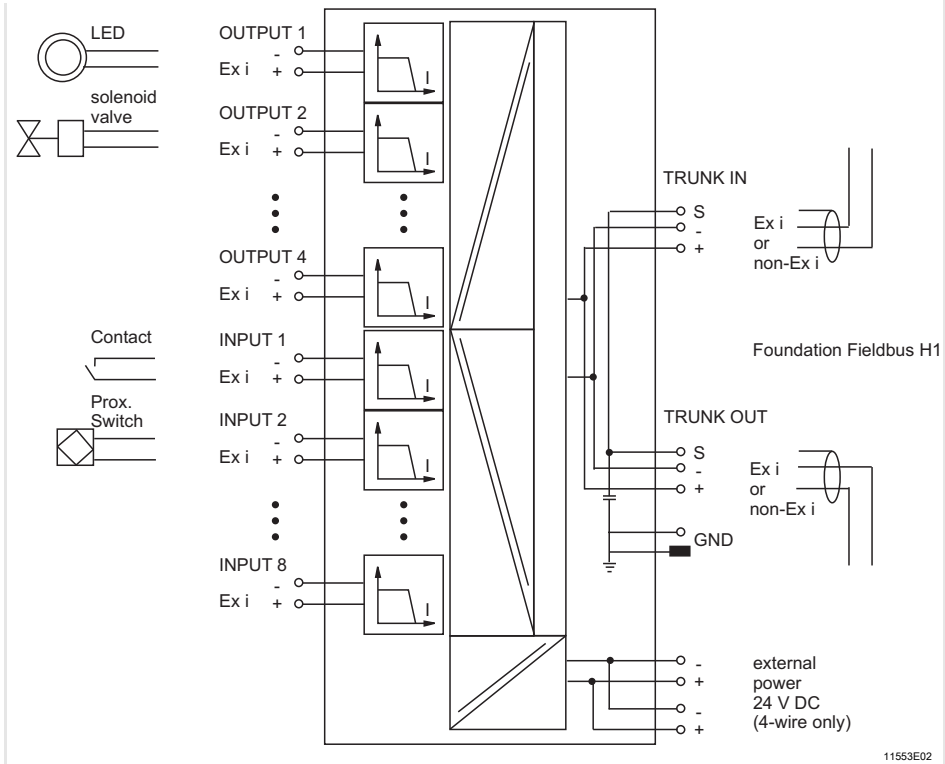 LED
OUTPUT 1
-
Ex i +
I
solenoid
valve
OUTPUT 2
-
Ex i +
I
OUTPUT 4
-
Ex i +
I
Contact
INPUT 1
-
Ex i +
I
Prox.
Switch
INPUT 2
-
Ex i +
I
INPUT 8
-
Ex i +
I
TRUNK IN
S
-
+
Ex i
or
non-Ex i
Foundation Fieldbus H1
TRUNK OUT
S
-
+
Ex i
or
non-Ex i
GND
-
+
-
+
external
power
24 V DC
(4-wire only)
11553E02